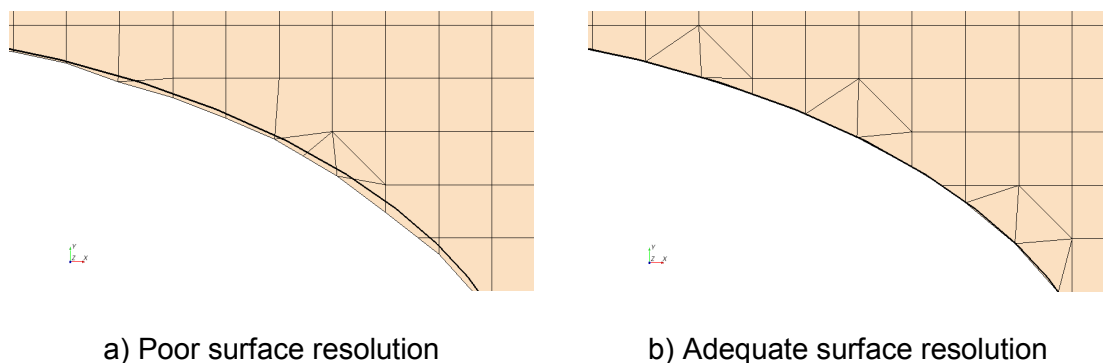 Y
Z X
Y
Z X
a) Poor surface resolution
b) Adequate surface resolution